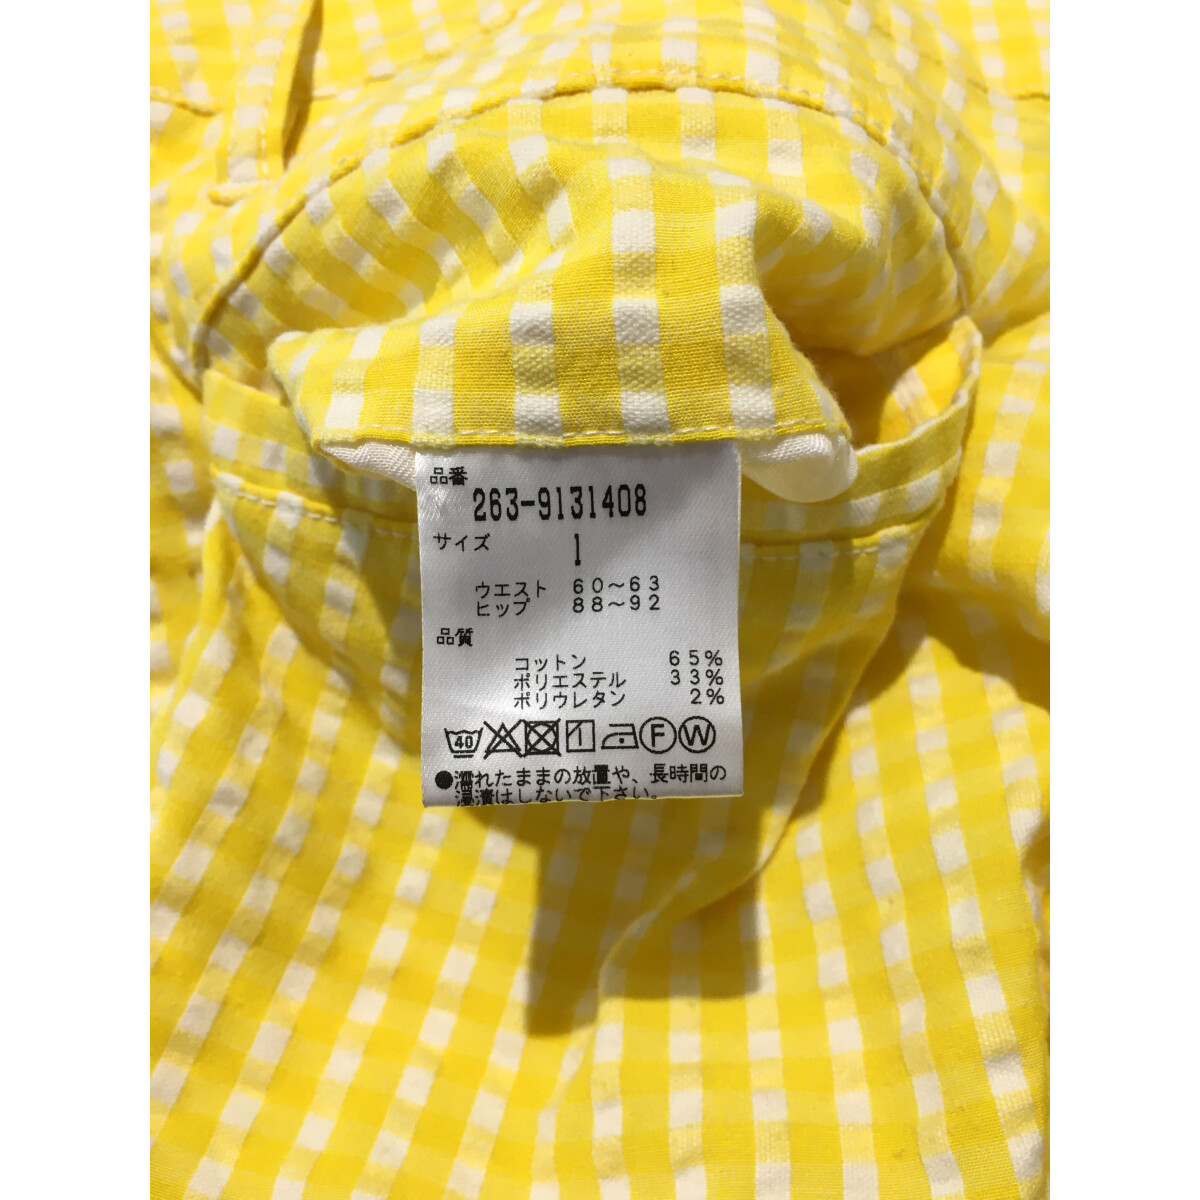 品番
263-9131408
サイズ 1
ウエスト 60〜63
ヒップ 88〜92
品質
コットン 65%
ポリエステル 33%
ポリウレタン 2%
40 F W
●濡れたままの放置や、長時間の
浸漬はしないで下さい。